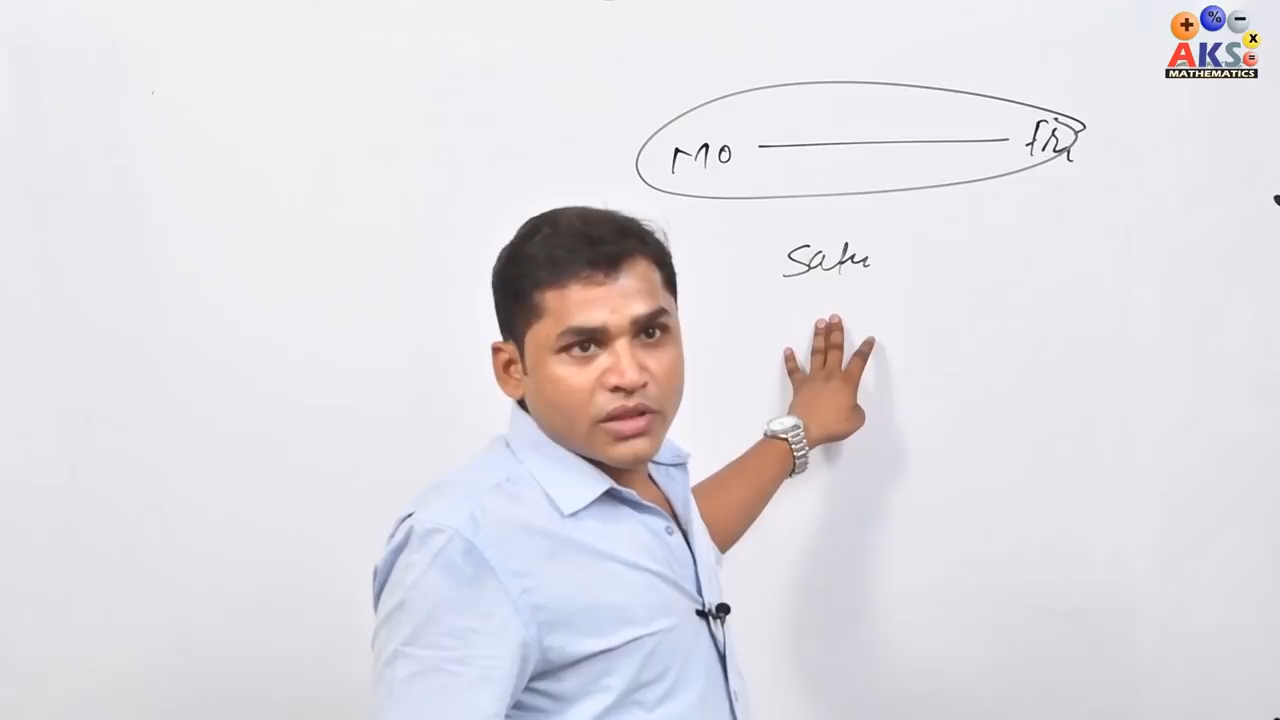 + % − x =
AKS
MATHEMATICS
Mo — fri
Satu